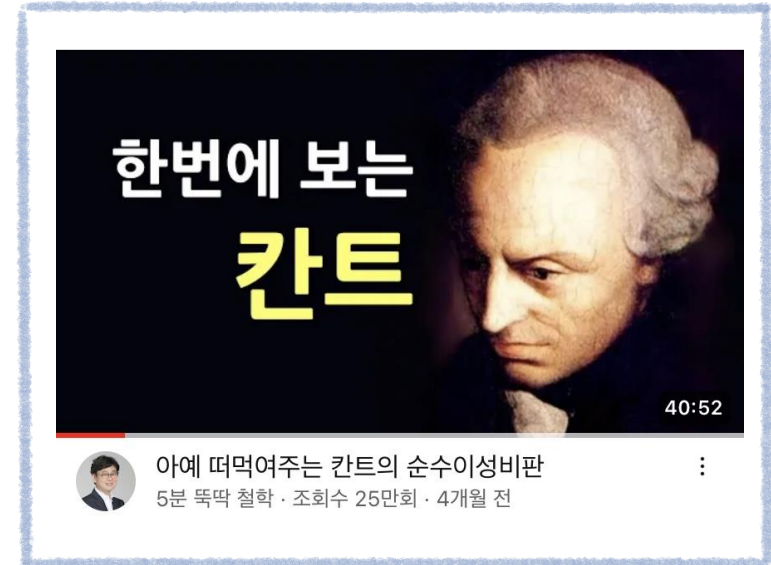 한번에 보는
칸트
40:52
아예 떠먹여주는 칸트의 순수이성비판
5분 뚝딱 철학 · 조회수 25만회 · 4개월 전